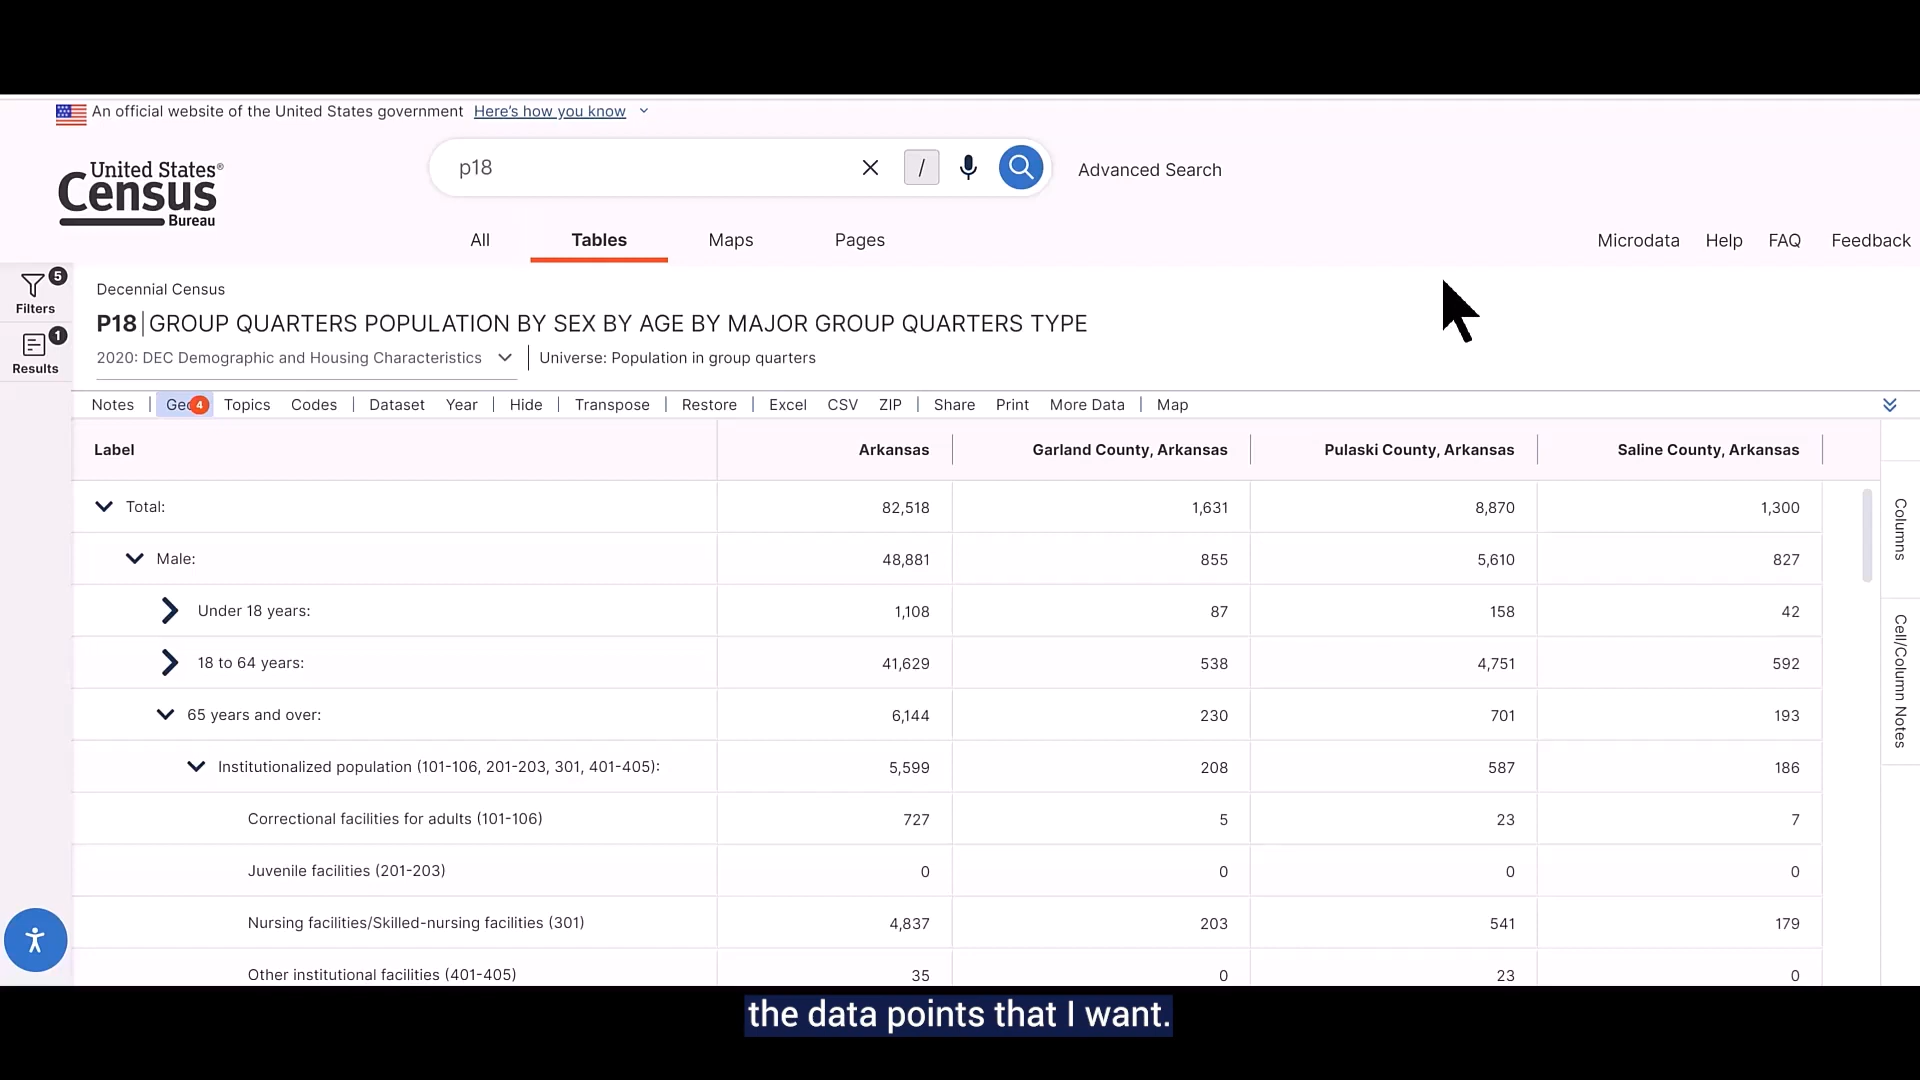 An official website of the United States government Here's how you know
United States®
Census
Bureau
p18 / Advanced Search
All Tables Maps Pages
Microdata Help FAQ Feedback
5
Filters
1
Results
Decennial Census
P18 | GROUP QUARTERS POPULATION BY SEX BY AGE BY MAJOR GROUP QUARTERS TYPE
2020: DEC Demographic and Housing Characteristics | Universe: Population in group quarters
Notes | Geo 4 Topics Codes | Dataset Year | Hide | Transpose | Restore | Excel CSV ZIP | Share Print More Data | Map
Label Arkansas Garland County, Arkansas Pulaski County, Arkansas Saline County, Arkansas
Total: 82,518 1,631 8,870 1,300
Male: 48,881 855 5,610 827
Under 18 years: 1,108 87 158 42
18 to 64 years: 41,629 538 4,751 592
65 years and over: 6,144 230 701 193
Institutionalized population (101-106, 201-203, 301, 401-405): 5,599 208 587 186
Correctional facilities for adults (101-106) 727 5 23 7
Juvenile facilities (201-203) 0 0 0 0
Nursing facilities/Skilled-nursing facilities (301) 4,837 203 541 179
Other institutional facilities (401-405) 35 0 23 0
Columns
Cell/Column Notes
the data points that I want.